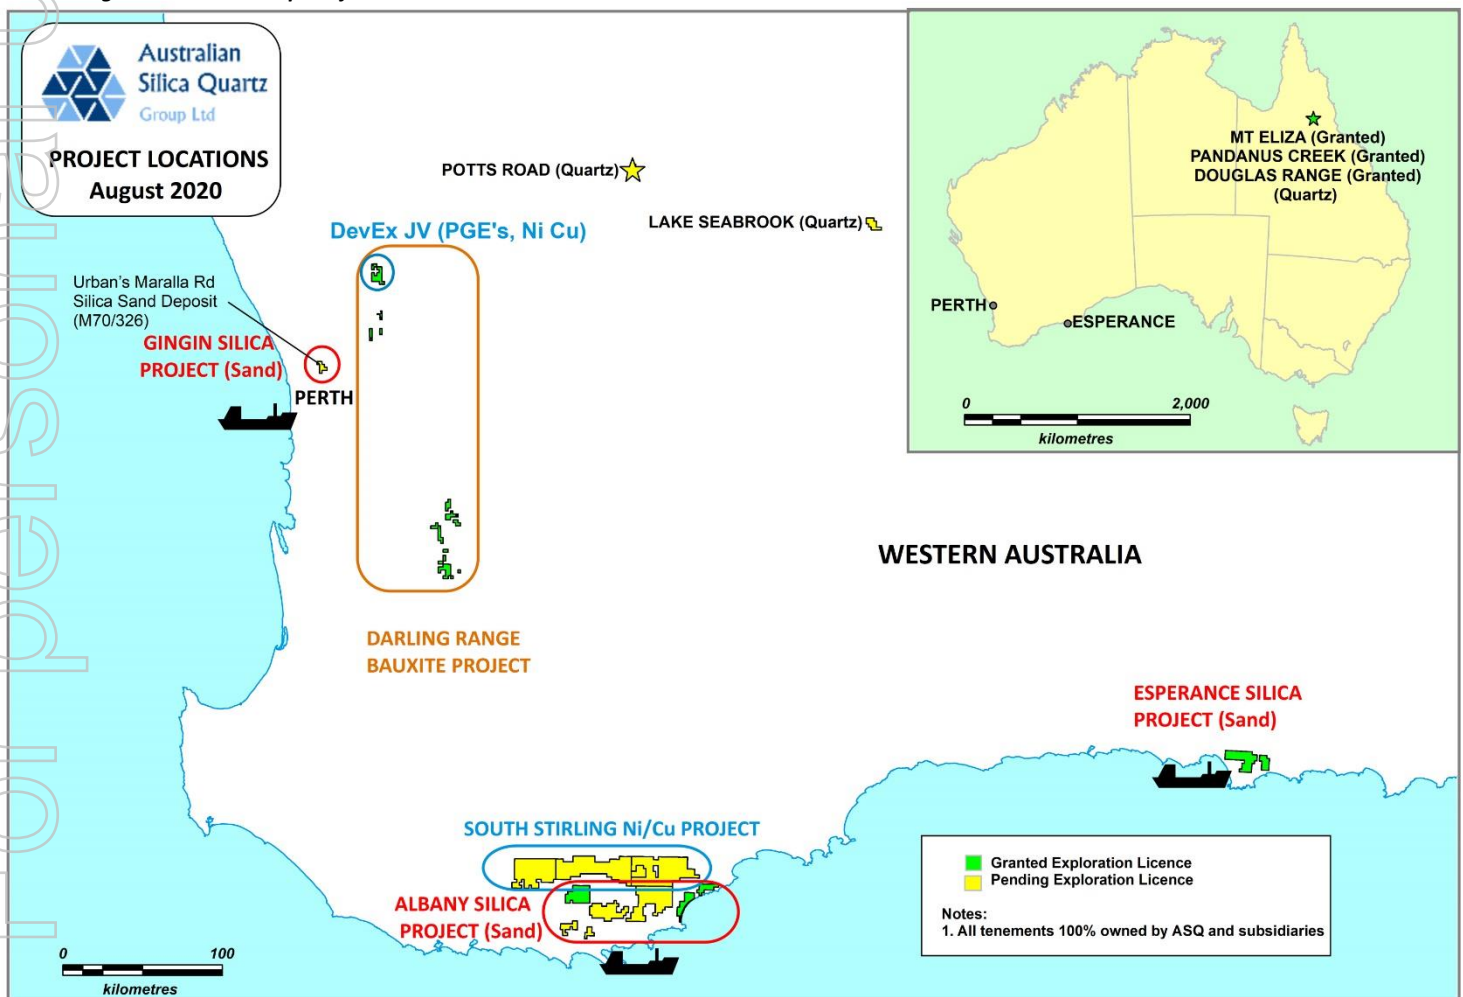 Australian
Silica Quartz
Group Ltd
PROJECT LOCATIONS
August 2020
POTTS ROAD (Quartz)
LAKE SEABROOK (Quartz)
DevEx JV (PGE's, Ni Cu)
Urban's Maralla Rd
Silica Sand Deposit
(M70/326)
GINGIN SILICA
PROJECT (Sand)
PERTH
MT ELIZA (Granted)
PANDANUS CREEK (Granted)
DOUGLAS RANGE (Granted)
(Quartz)
PERTH
ESPERANCE
0 2,000
kilometres
WESTERN AUSTRALIA
DARLING RANGE
BAUXITE PROJECT
ESPERANCE SILICA
PROJECT (Sand)
SOUTH STIRLING Ni/Cu PROJECT
ALBANY SILICA
PROJECT (Sand)
Granted Exploration Licence
Pending Exploration Licence
Notes:
1. All tenements 100% owned by ASQ and subsidiaries
0 100
kilometres
personal